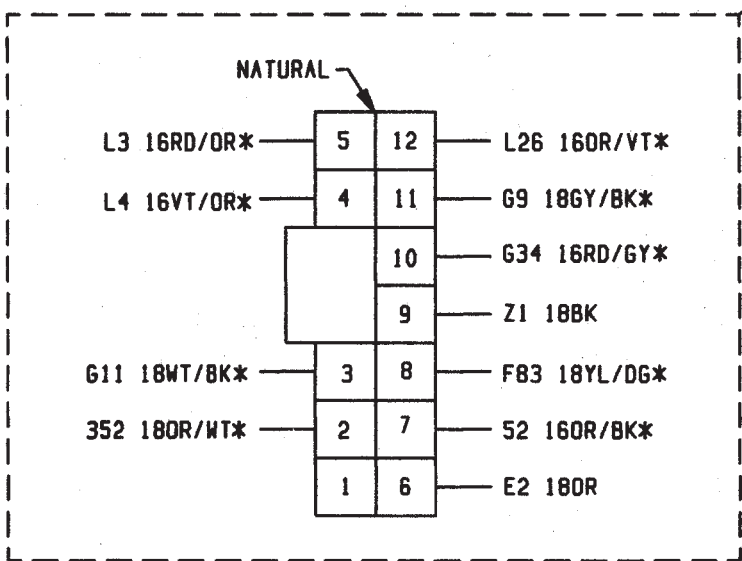 NATURAL
L3 16RD/OR* 5 12 L26 16OR/VT*
L4 16VT/OR* 4 11 G9 18GY/BK*
10 G34 16RD/GY*
9 Z1 18BK
G11 18WT/BK* 3 8 F83 18YL/DG*
352 18OR/WT* 2 7 52 16OR/BK*
1 6 E2 18OR